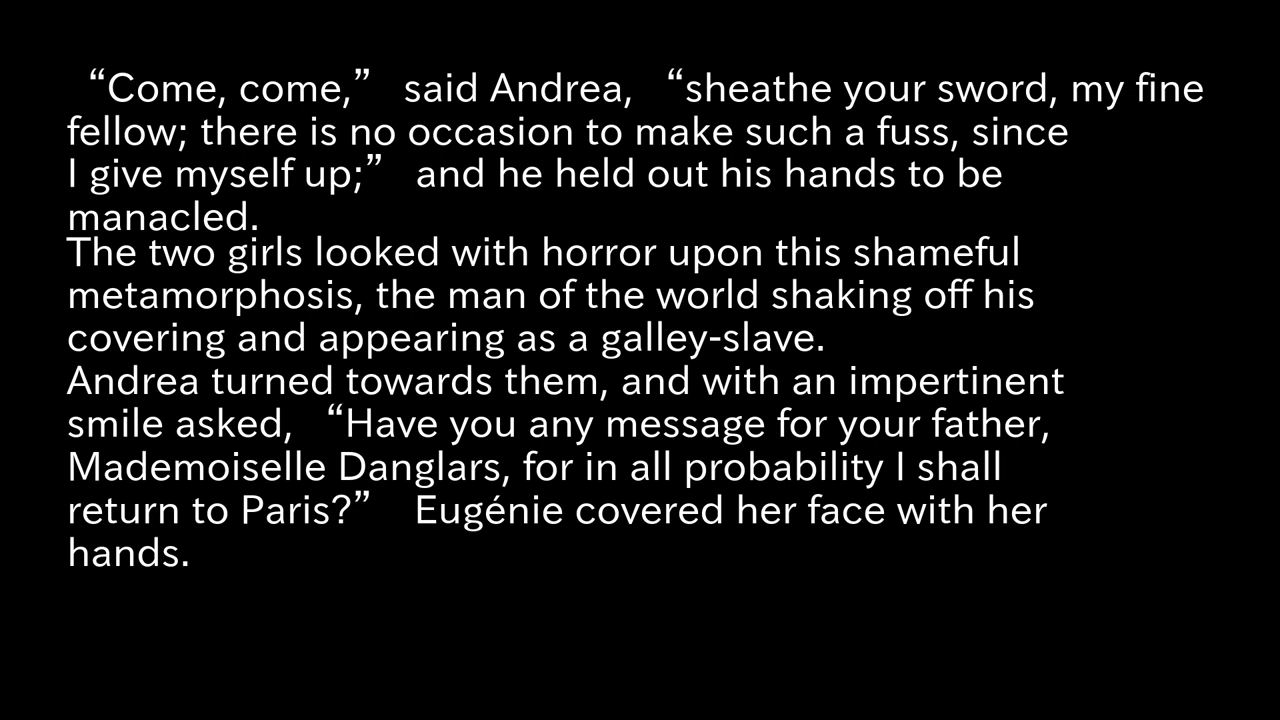 “Come, come,” said Andrea, “sheathe your sword, my fine
fellow; there is no occasion to make such a fuss, since
I give myself up;” and he held out his hands to be
manacled.
The two girls looked with horror upon this shameful
metamorphosis, the man of the world shaking off his
covering and appearing as a galley-slave.
Andrea turned towards them, and with an impertinent
smile asked, “Have you any message for your father,
Mademoiselle Danglars, for in all probability I shall
return to Paris?” Eugénie covered her face with her
hands.